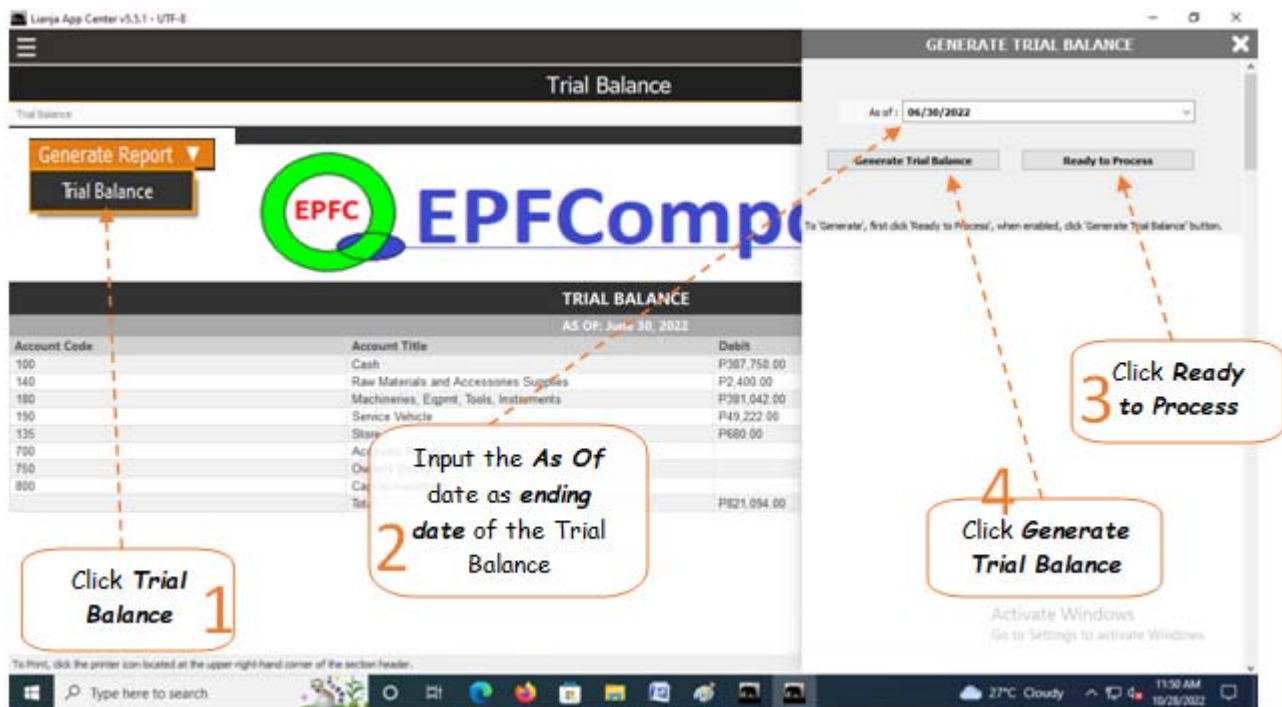 Lianja App Center v5.5.1 - UTF-8
GENERATE TRIAL BALANCE
Trial Balance
Trial Balance
As of : 06/30/2022
Generate Report ▼
Trial Balance
Generate Trial Balance
Ready to Process
EPFC
EPFCompo
To 'Generate', first click 'Ready to Process', when enabled, click 'Generate Trial Balance' button.
TRIAL BALANCE
AS OF: June 30, 2022
Account Code Account Title Debit
100 Cash P387,750.00
140 Raw Materials and Accessories Supplies P2,400.00
180 Machineries, Eqpmt, Tools, Instruments P381,042.00
190 Service Vehicle P49,222.00
135 Store P680.00
700
750
800
P821,094.00
Click Trial
Balance
1
Input the As Of
date as ending
date of the Trial
Balance
2
Click Ready
to Process
3
4
Click Generate
Trial Balance
Activate Windows
Go to Settings to activate Windows.
To Print, click the printer icon located at the upper-right-hand corner of the section header.
Type here to search
27°C Cloudy
11:50 AM
10/28/2022